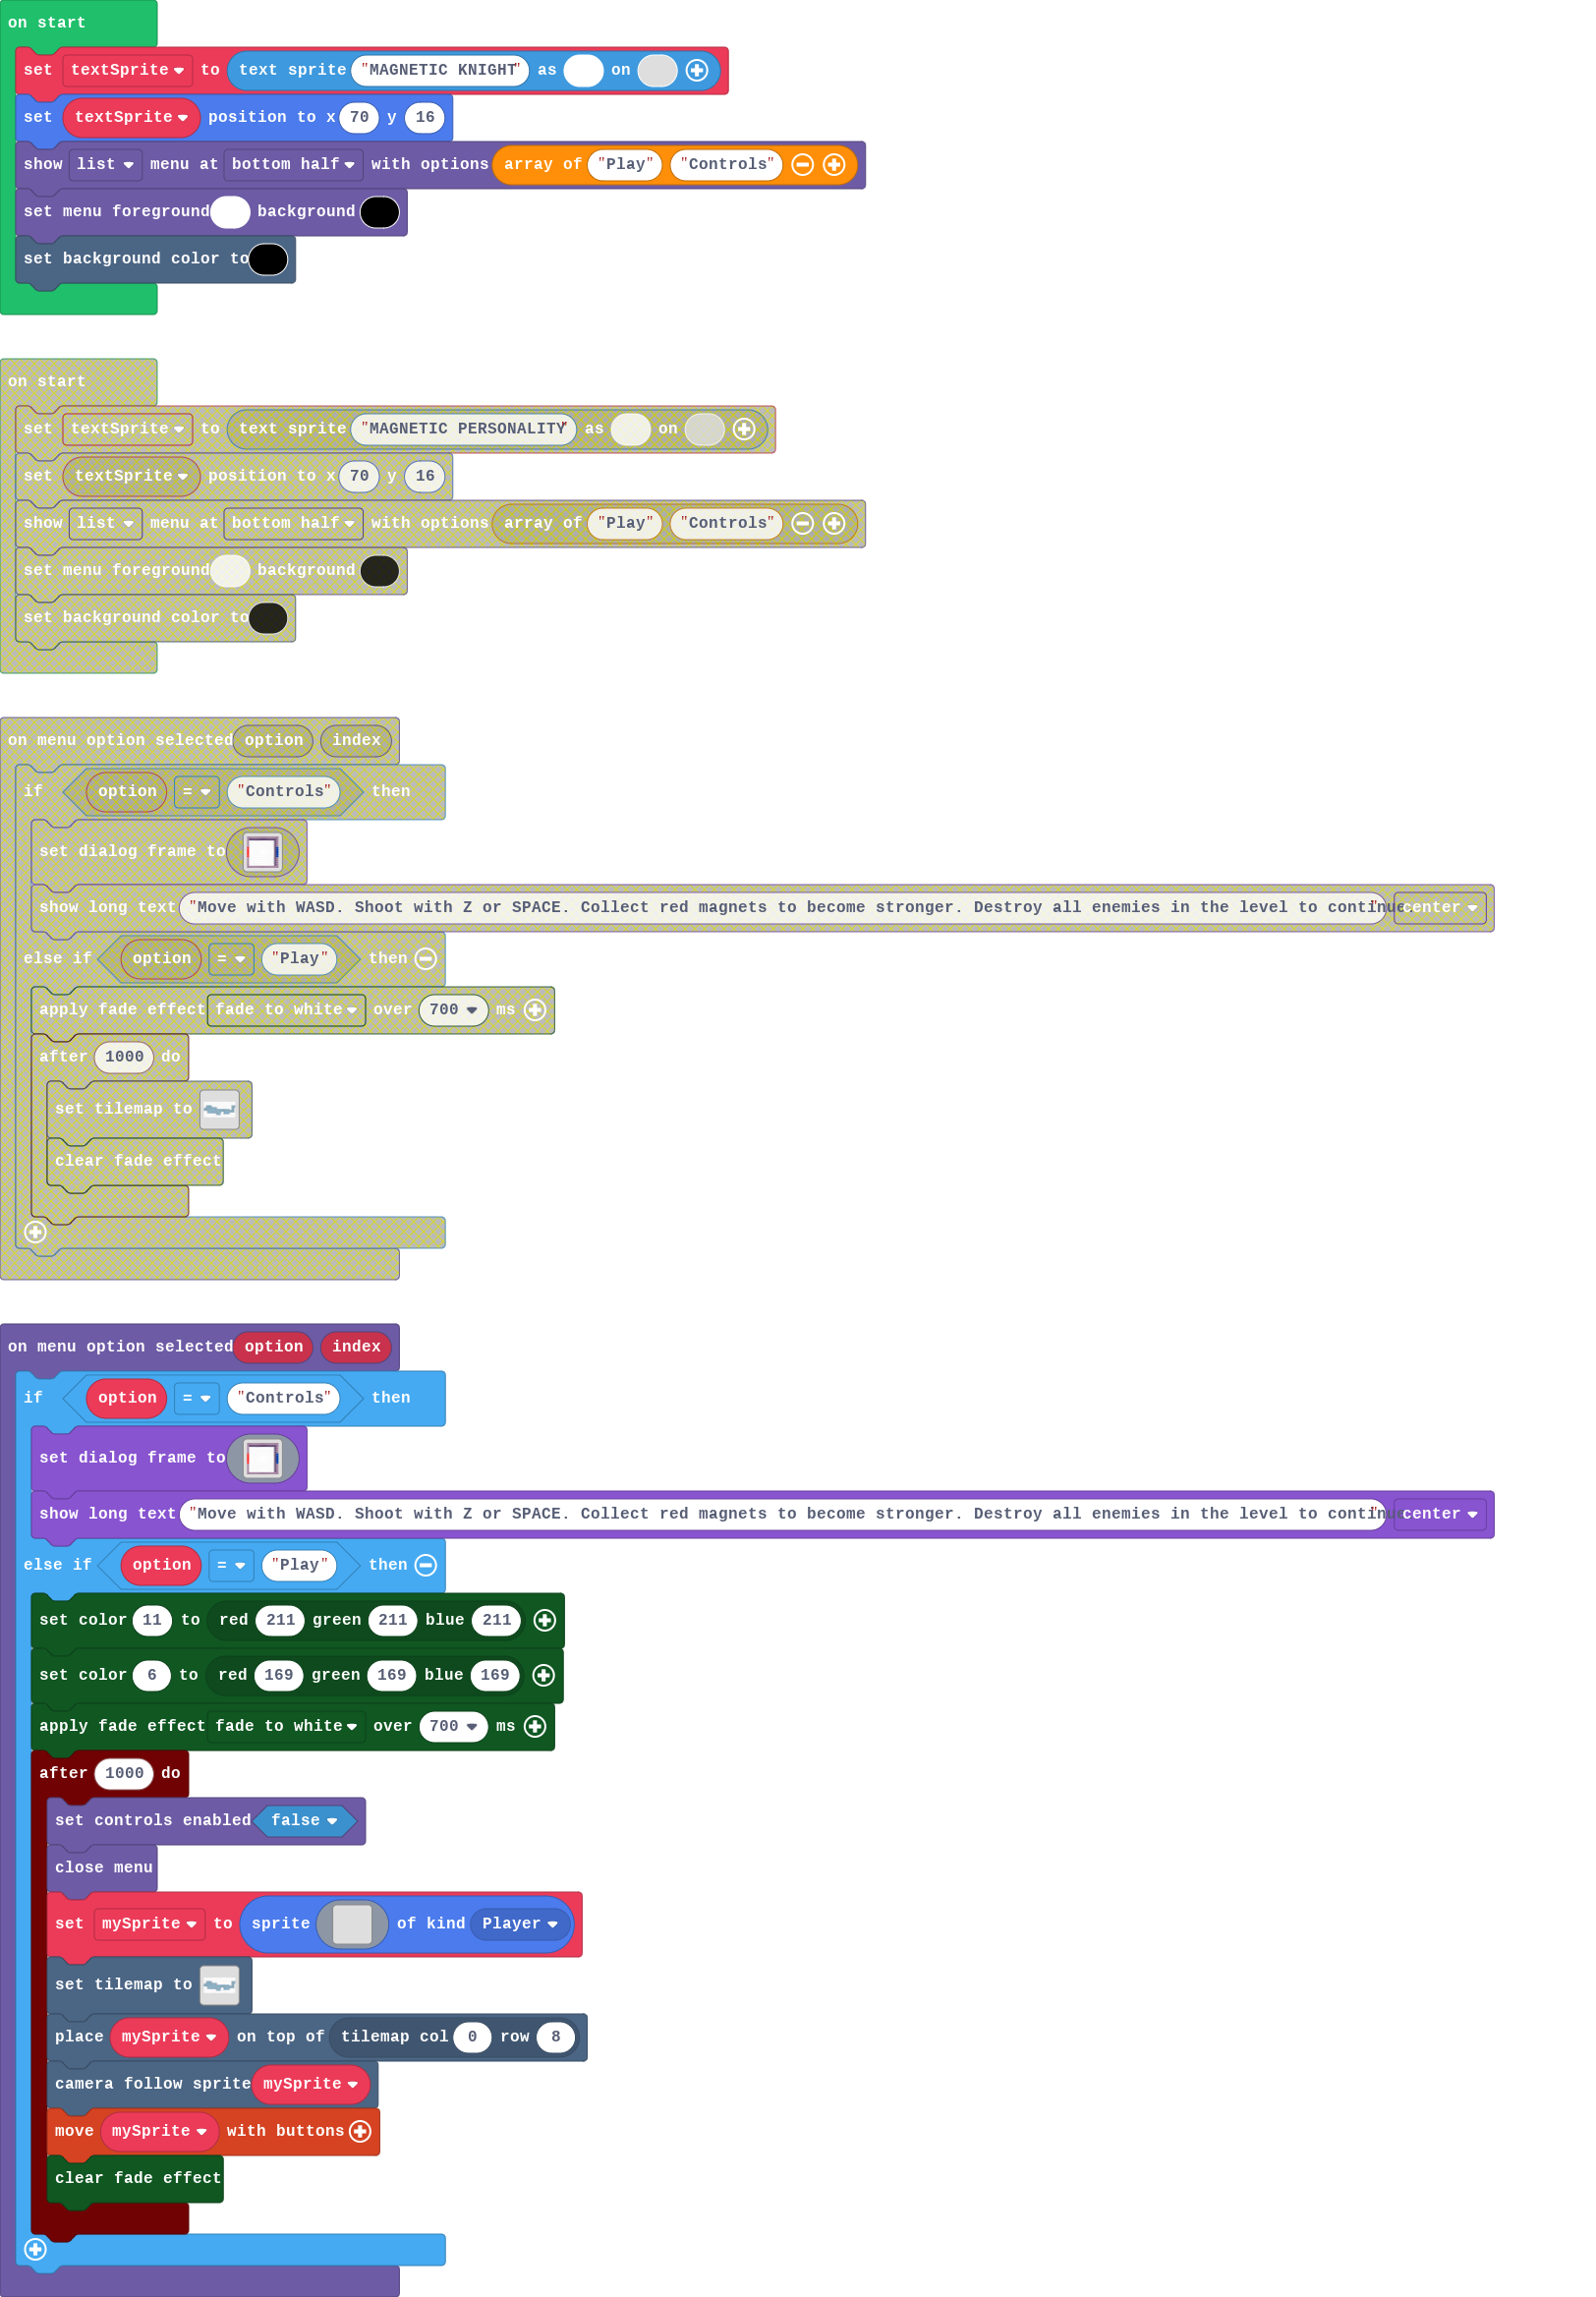 on start
set textSprite to text sprite "MAGNETIC KNIGHT" as on
set textSprite position to x 70 y 16
show list menu at bottom half with options array of "Play" "Controls"
set menu foreground background
set background color to
on start
set textSprite to text sprite "MAGNETIC PERSONALITY" as on
set textSprite position to x 70 y 16
show list menu at bottom half with options array of "Play" "Controls"
set menu foreground background
set background color to
on menu option selected option index
if option = "Controls" then
set dialog frame to
show long text "Move with WASD. Shoot with Z or SPACE. Collect red magnets to become stronger. Destroy all enemies in the level to continue" center
else if option = "Play" then
apply fade effect fade to white over 700 ms
after 1000 do
set tilemap to
clear fade effect
on menu option selected option index
if option = "Controls" then
set dialog frame to
show long text "Move with WASD. Shoot with Z or SPACE. Collect red magnets to become stronger. Destroy all enemies in the level to continue" center
else if option = "Play" then
set color 11 to red 211 green 211 blue 211
set color 6 to red 169 green 169 blue 169
apply fade effect fade to white over 700 ms
after 1000 do
set controls enabled false
close menu
set mySprite to sprite of kind Player
set tilemap to
place mySprite on top of tilemap col 0 row 8
camera follow sprite mySprite
move mySprite with buttons
clear fade effect